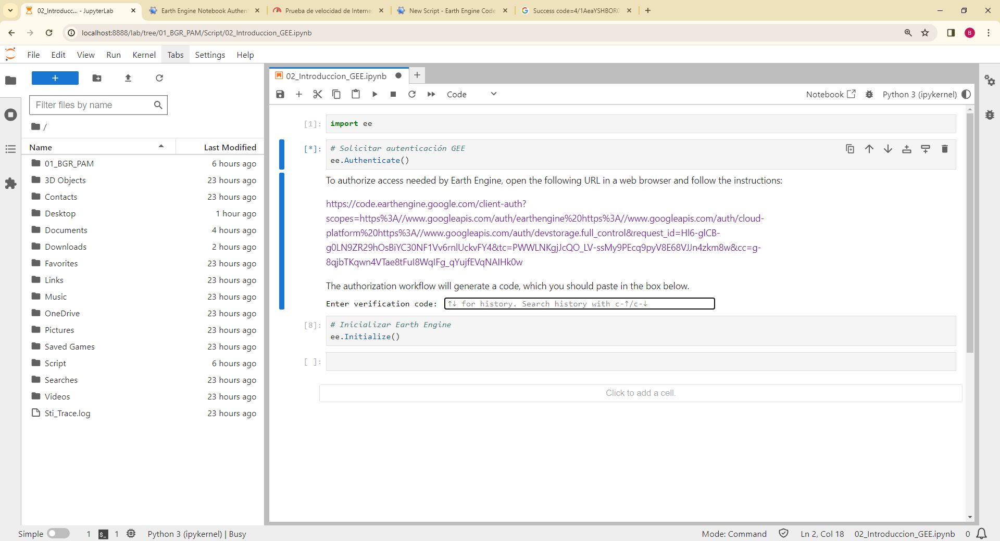 02_Introducc... - JupyterLab
Earth Engine Notebook Authen
Prueba de velocidad de Interne
New Script - Earth Engine Code
Success code=4/1AeaYSHBOR0
localhost:8888/lab/tree/01_BGR_PAM/Script/02_Introduccion_GEE.ipynb
B
File Edit View Run Kernel Tabs Settings Help
Filter files by name
/
Name Last Modified
01_BGR_PAM 6 hours ago
3D Objects 23 hours ago
Contacts 23 hours ago
Desktop 1 hour ago
Documents 4 hours ago
Downloads 2 hours ago
Favorites 23 hours ago
Links 23 hours ago
Music 23 hours ago
OneDrive 23 hours ago
Pictures 23 hours ago
Saved Games 23 hours ago
Script 6 hours ago
Searches 23 hours ago
Videos 23 hours ago
Sti_Trace.log 23 hours ago
02_Introduccion_GEE.ipynb
Code
Notebook
Python 3 (ipykernel)
[1]: import ee
[*]: # Solicitar autenticación GEE
ee.Authenticate()
To authorize access needed by Earth Engine, open the following URL in a web browser and follow the instructions:
https://code.earthengine.google.com/client-auth?
scopes=https%3A//www.googleapis.com/auth/earthengine%20https%3A//www.googleapis.com/auth/cloud-
platform%20https%3A//www.googleapis.com/auth/devstorage.full_control&request_id=Hl6-glCB-
g0LN9ZR29hOsBiYC30NF1Vv6rnlUckvFY4&tc=PWWLNKgjJcQO_LV-ssMy9PEcq9pyV8E68VJJn4zkm8w&cc=g-
8qjbTKqwn4VTae8tFuI8WqIFg_qYujfEVqNAIHk0w
The authorization workflow will generate a code, which you should paste in the box below.
Enter verification code: ↑↓ for history. Search history with c-↑/c-↓
[8]: # Inicializar Earth Engine
ee.Initialize()
[ ]:
Click to add a cell.
Simple 1 $_ 1 Python 3 (ipykernel) | Busy
Mode: Command Ln 2, Col 18 02_Introduccion_GEE.ipynb 0